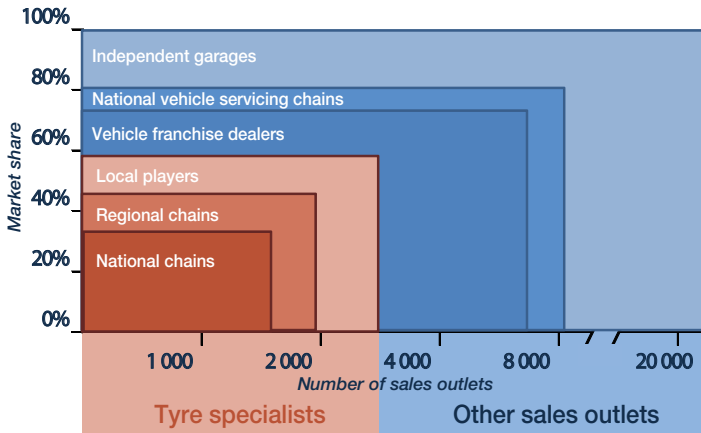 100%
Independent garages
80%
National vehicle servicing chains
Vehicle franchise dealers
60%
Local players
40%
Regional chains
National chains
20%
0%
Market share
1 000 2 000 4 000 8 000 20 000
Number of sales outlets
Tyre specialists Other sales outlets